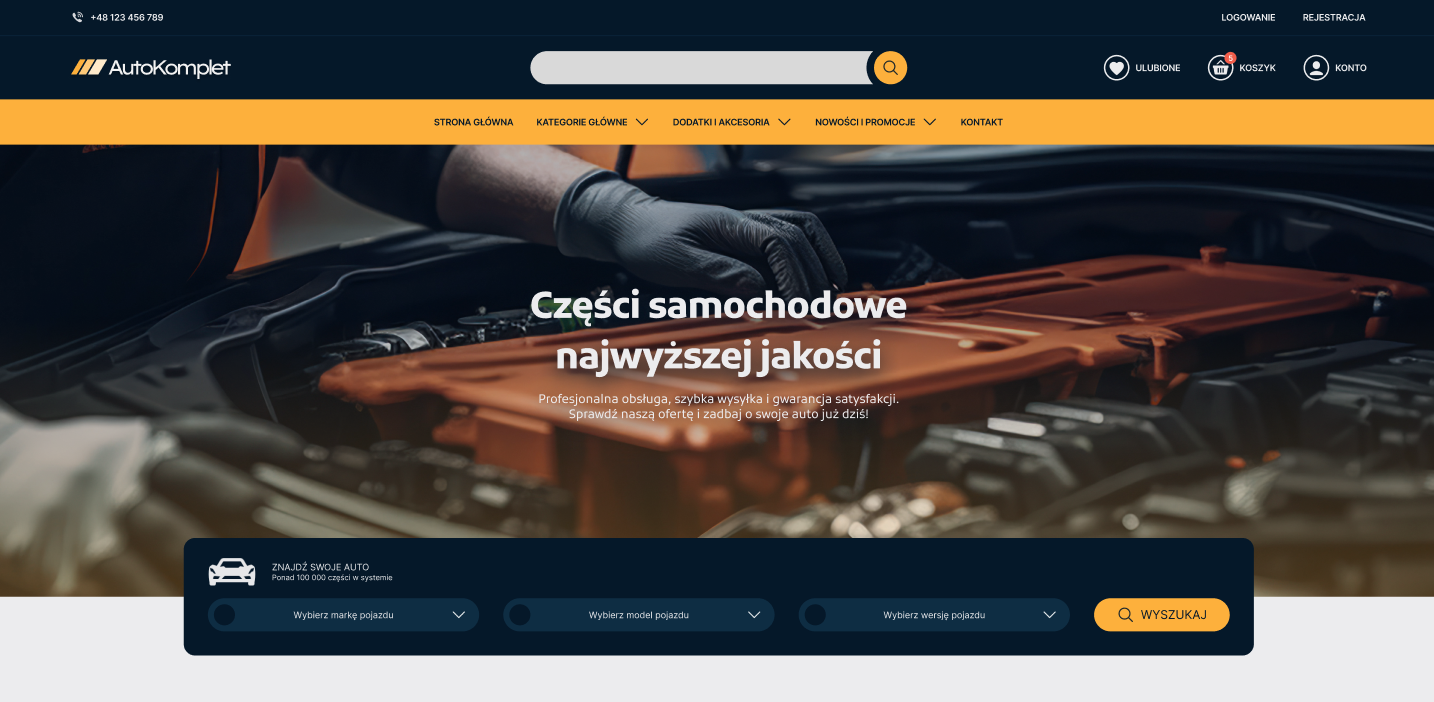 +48 123 456 789
LOGOWANIE
REJESTRACJA
AutoKomplet
ULUBIONE
5
KOSZYK
KONTO
STRONA GŁÓWNA
KATEGORIE GŁÓWNE
DODATKI I AKCESORIA
NOWOŚCI I PROMOCJE
KONTAKT
Części samochodowe
najwyższej jakości
Profesjonalna obsługa, szybka wysyłka i gwarancja satysfakcji.
Sprawdź naszą ofertę i zadbaj o swoje auto już dziś!
ZNAJDŹ SWOJE AUTO
Ponad 100 000 części w systemie
Wybierz markę pojazdu
Wybierz model pojazdu
Wybierz wersję pojazdu
WYSZUKAJ